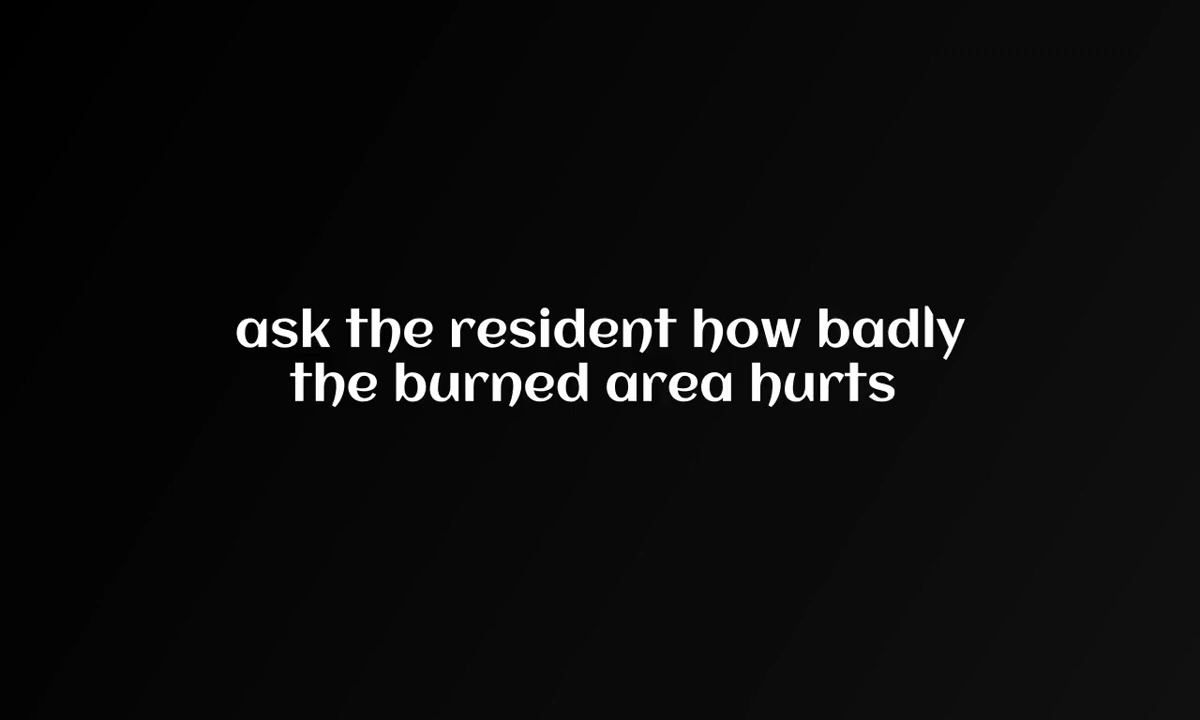 ask the resident how badly
the burned area hurts